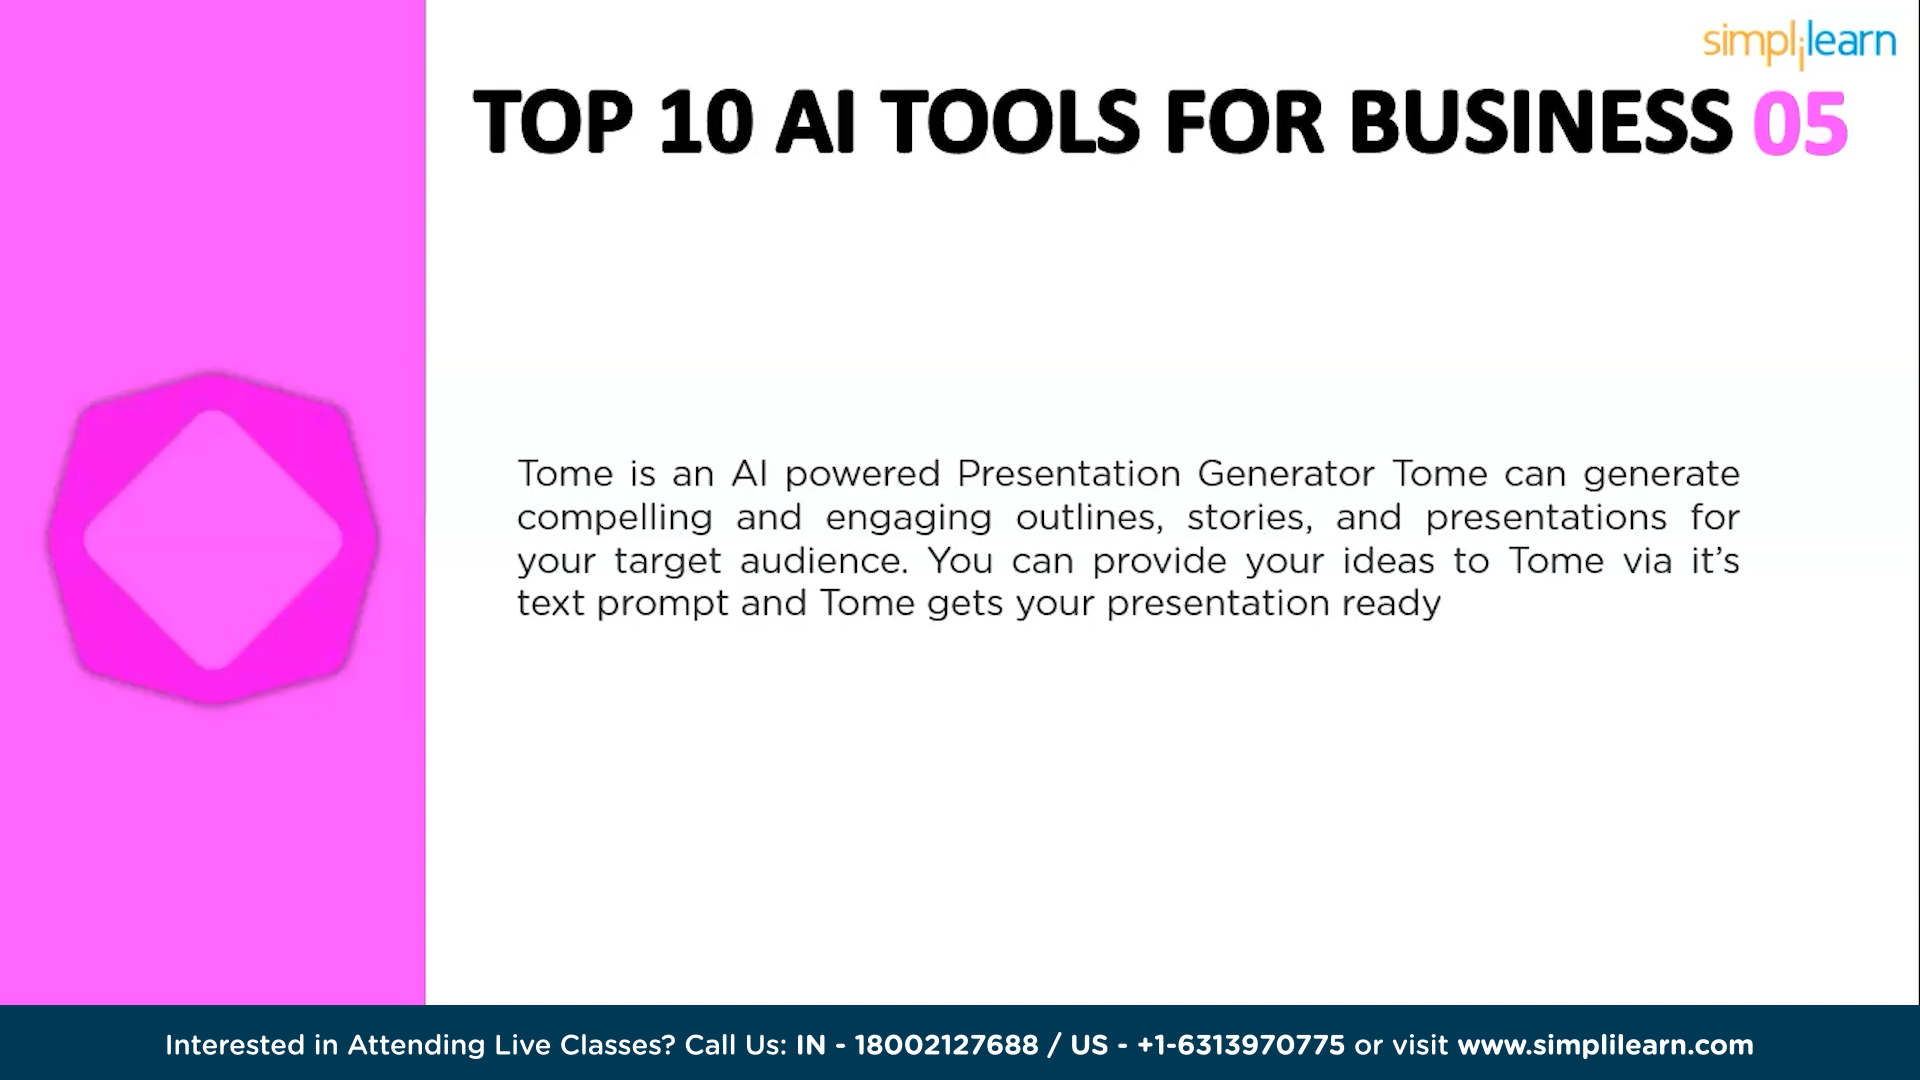 simplilearn
TOP 10 AI TOOLS FOR BUSINESS 05
Tome is an AI powered Presentation Generator Tome can generate
compelling and engaging outlines, stories, and presentations for
your target audience. You can provide your ideas to Tome via it’s
text prompt and Tome gets your presentation ready
Interested in Attending Live Classes? Call Us: IN - 18002127688 / US - +1-6313970775 or visit www.simplilearn.com